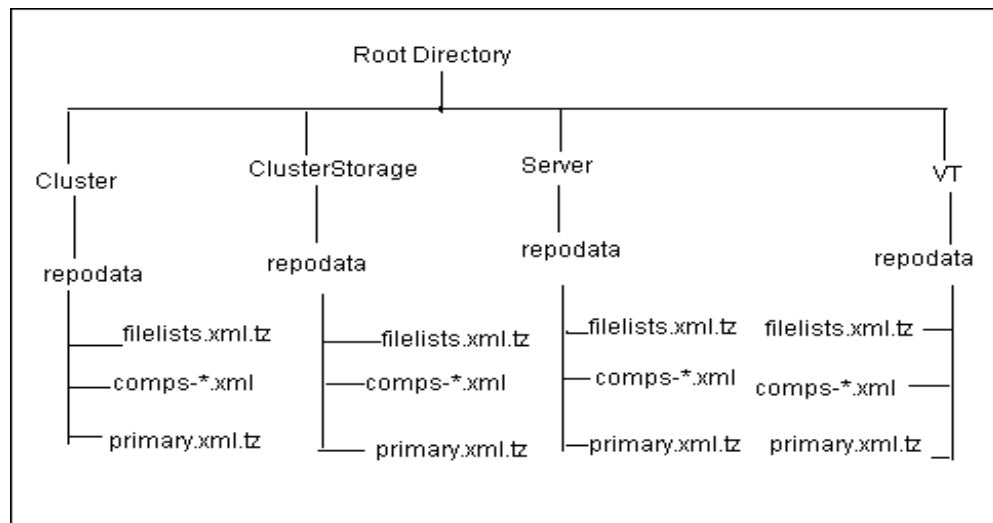 Root Directory
Cluster
ClusterStorage
Server
VT
repodata
repodata
repodata
repodata
filelists.xml.tz
comps-*.xml
primary.xml.tz
filelists.xml.tz
comps-*.xml
primary.xml.tz
filelists.xml.tz
comps-*.xml
primary.xml.tz
filelists.xml.tz
comps-*.xml
primary.xml.tz